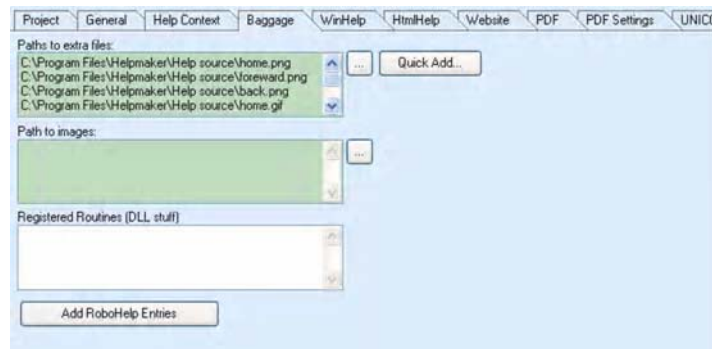 Project General Help Context Baggage WinHelp HtmlHelp Website PDF PDF Settings UNICO
Paths to extra files:
C:\Program Files\Helpmaker\Help source\home.png
C:\Program Files\Helpmaker\Help source\foreward.png
C:\Program Files\Helpmaker\Help source\back.png
C:\Program Files\Helpmaker\Help source\home.gif
... Quick Add...
Path to images:
...
Registered Routines (DLL stuff)
Add RoboHelp Entries